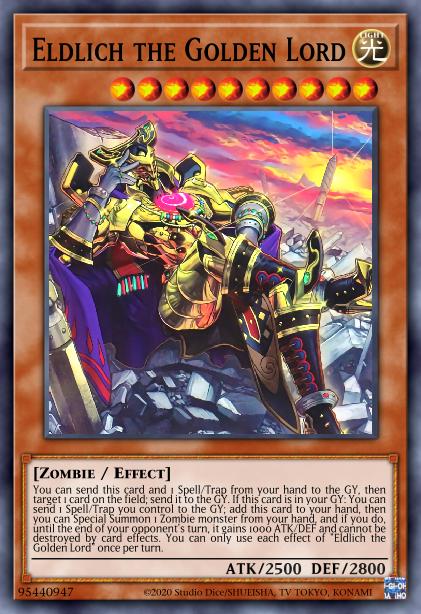 ELDLICH THE GOLDEN LORD
LIGHT
光
[ZOMBIE / EFFECT]
You can send this card and 1 Spell/Trap from your hand to the GY, then
target 1 card on the field; send it to the GY. If this card is in your GY: You can
send 1 Spell/Trap you control to the GY; add this card to your hand, then
you can Special Summon 1 Zombie monster from your hand, and if you do,
until the end of your opponent's turn, it gains 1000 ATK/DEF and cannot be
destroyed by card effects. You can only use each effect of "Eldlich the
Golden Lord" once per turn.
ATK/2500 DEF/2800
95440947
©2020 Studio Dice/SHUEISHA, TV TOKYO, KONAMI